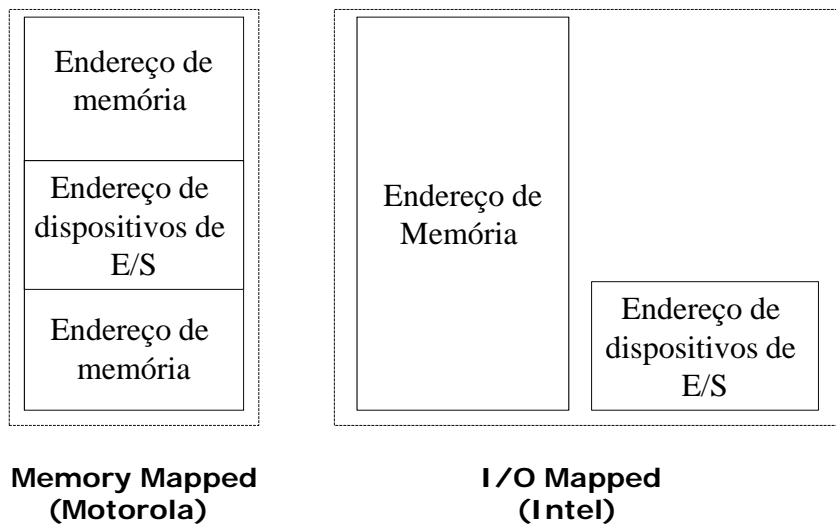 Endereço de
memória
Endereço de
dispositivos de
E/S
Endereço de
memória
Memory Mapped
(Motorola)
Endereço de
Memória
Endereço de
dispositivos de
E/S
I/O Mapped
(Intel)